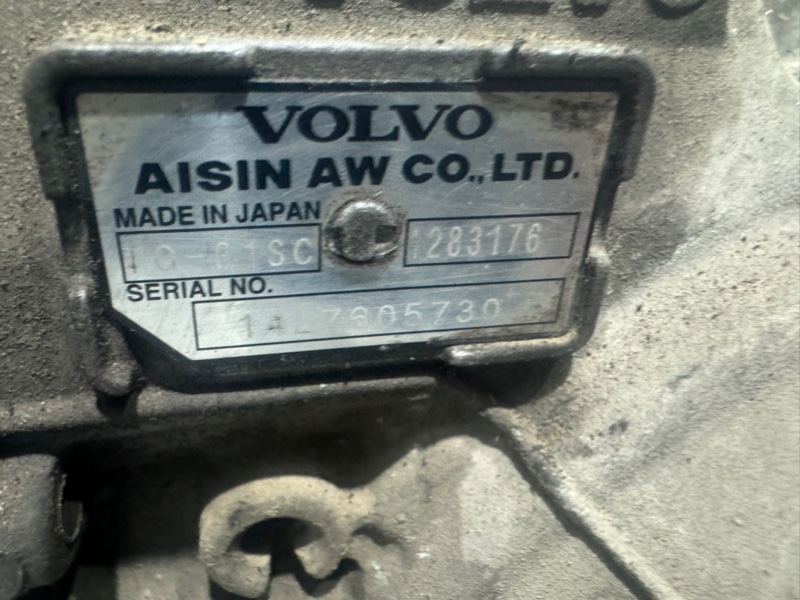 VOLVO
AISIN AW CO., LTD.
MADE IN JAPAN
1283176
SERIAL NO.